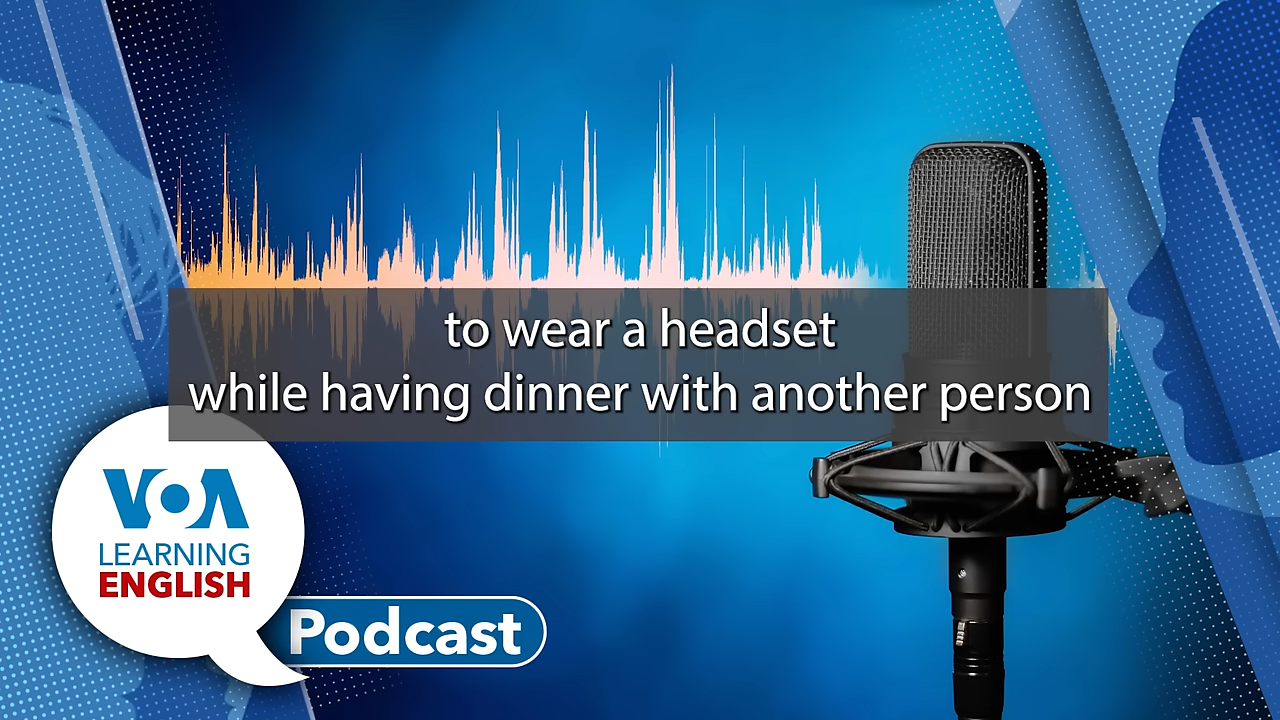 to wear a headset
while having dinner with another person
VOA
LEARNING
ENGLISH
Podcast